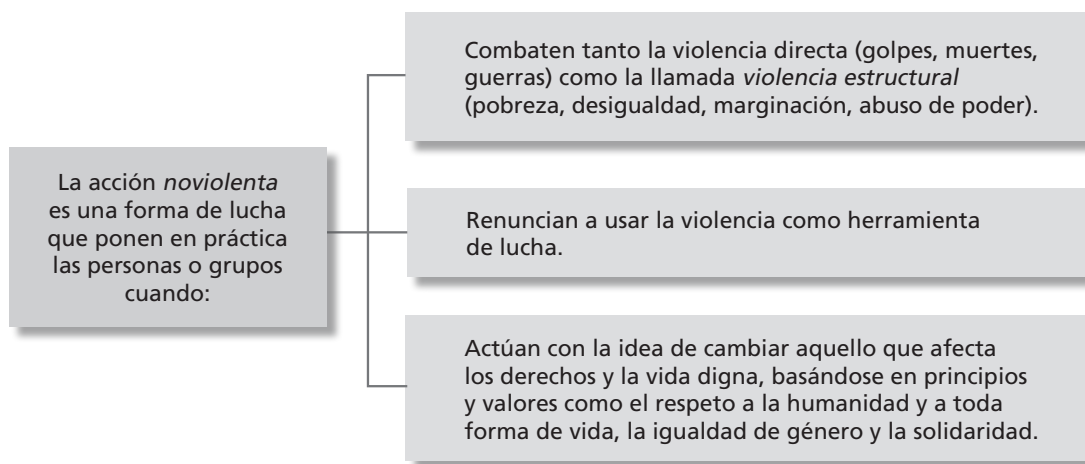 La acción noviolenta
es una forma de lucha
que ponen en práctica
las personas o grupos
cuando:
Combaten tanto la violencia directa (golpes, muertes,
guerras) como la llamada violencia estructural
(pobreza, desigualdad, marginación, abuso de poder).
Renuncian a usar la violencia como herramienta
de lucha.
Actúan con la idea de cambiar aquello que afecta
los derechos y la vida digna, basándose en principios
y valores como el respeto a la humanidad y a toda
forma de vida, la igualdad de género y la solidaridad.